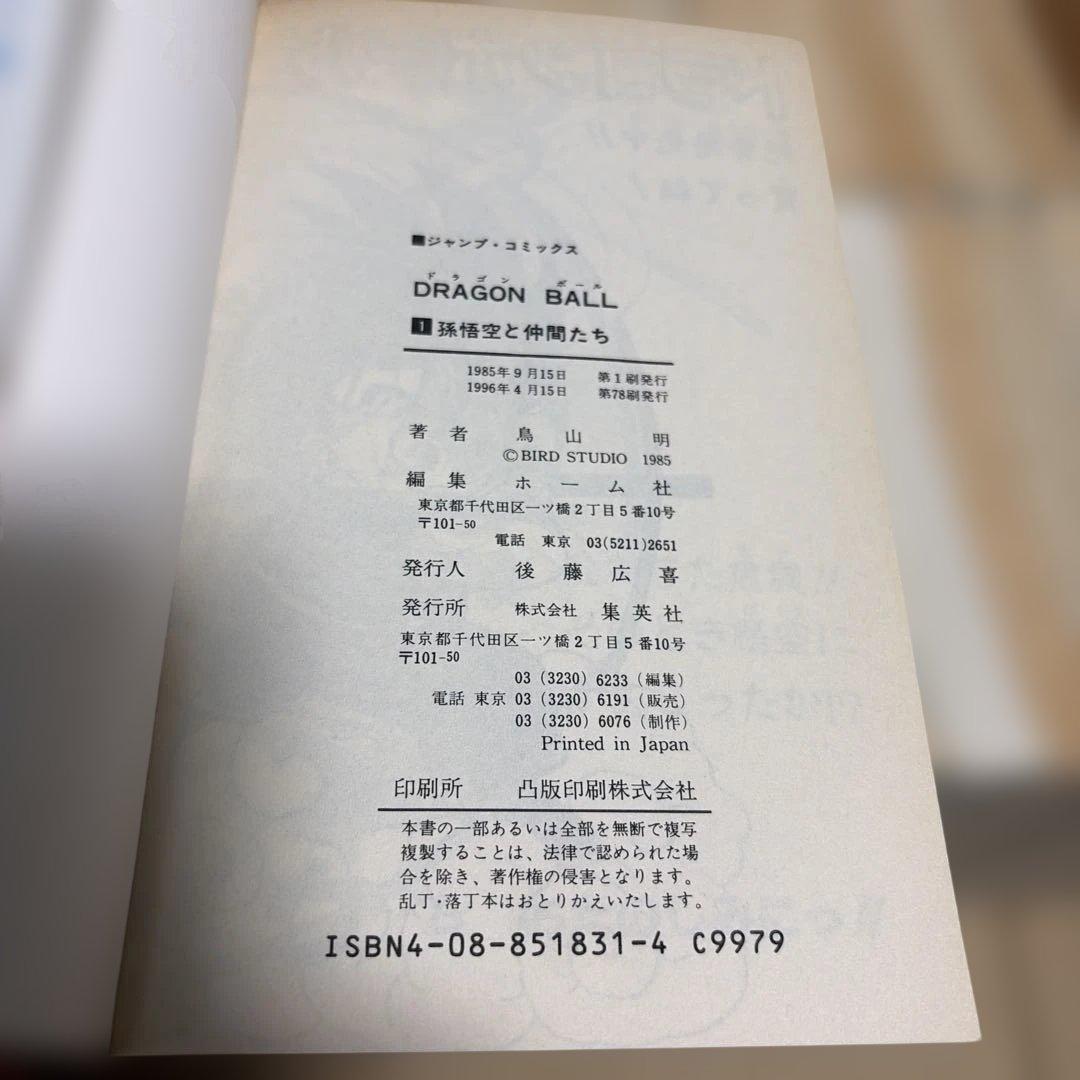 ■ジャンプ・コミックス
ドラゴン ボール
DRAGON BALL
1 孫悟空と仲間たち
1985年9月15日 第1刷発行
1996年4月15日 第78刷発行
著者 鳥山明
©BIRD STUDIO 1985
編集 ホーム社
東京都千代田区一ツ橋2丁目5番10号
〒101-50
電話 東京 03(5211)2651
発行人 後藤広喜
発行所 株式会社 集英社
東京都千代田区一ツ橋2丁目5番10号
〒101-50
03(3230)6233(編集)
電話 東京 03(3230)6191(販売)
03(3230)6076(制作)
Printed in Japan
印刷所 凸版印刷株式会社
本書の一部あるいは全部を無断で複写
複製することは、法律で認められた場
合を除き、著作権の侵害となります。
乱丁・落丁本はおとりかえいたします。
ISBN4-08-851831-4 C9979